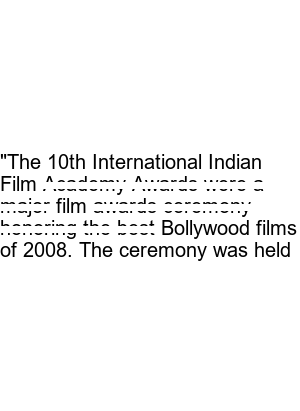 "The 10th International Indian
Film Academy Awards were a
major film awards ceremony
honoring the best Bollywood films
of 2008. The ceremony was held